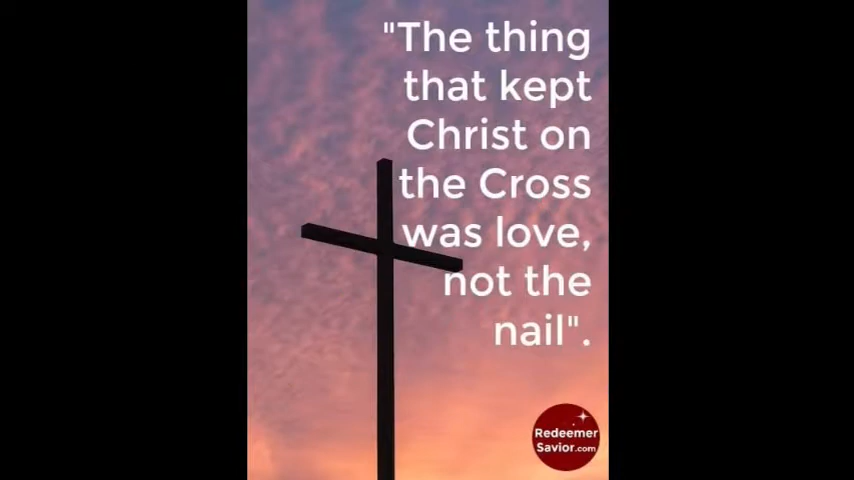 "The thing
that kept
Christ on
the Cross
was love,
not the
nail".
Redeemer
Savior.com